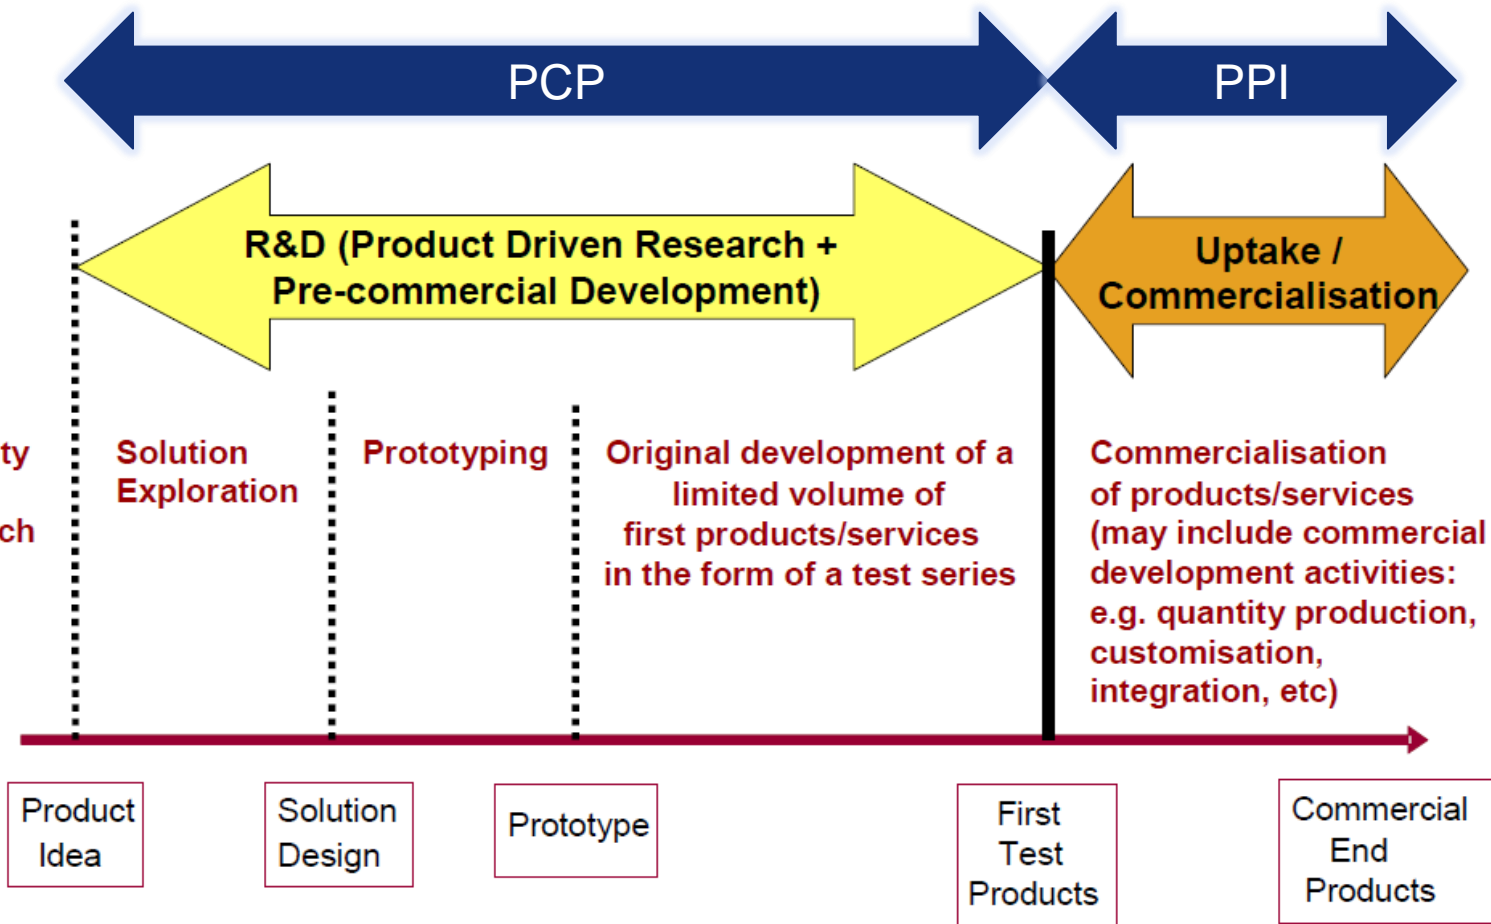 PCP
PPI
R&D (Product Driven Research +
Pre-commercial Development)
Uptake /
Commercialisation
ty
ch
Solution
Exploration
Prototyping
Original development of a
limited volume of
first products/services
in the form of a test series
Commercialisation
of products/services
(may include commercial
development activities:
e.g. quantity production,
customisation,
integration, etc)
Product
Idea
Solution
Design
Prototype
First
Test
Products
Commercial
End
Products